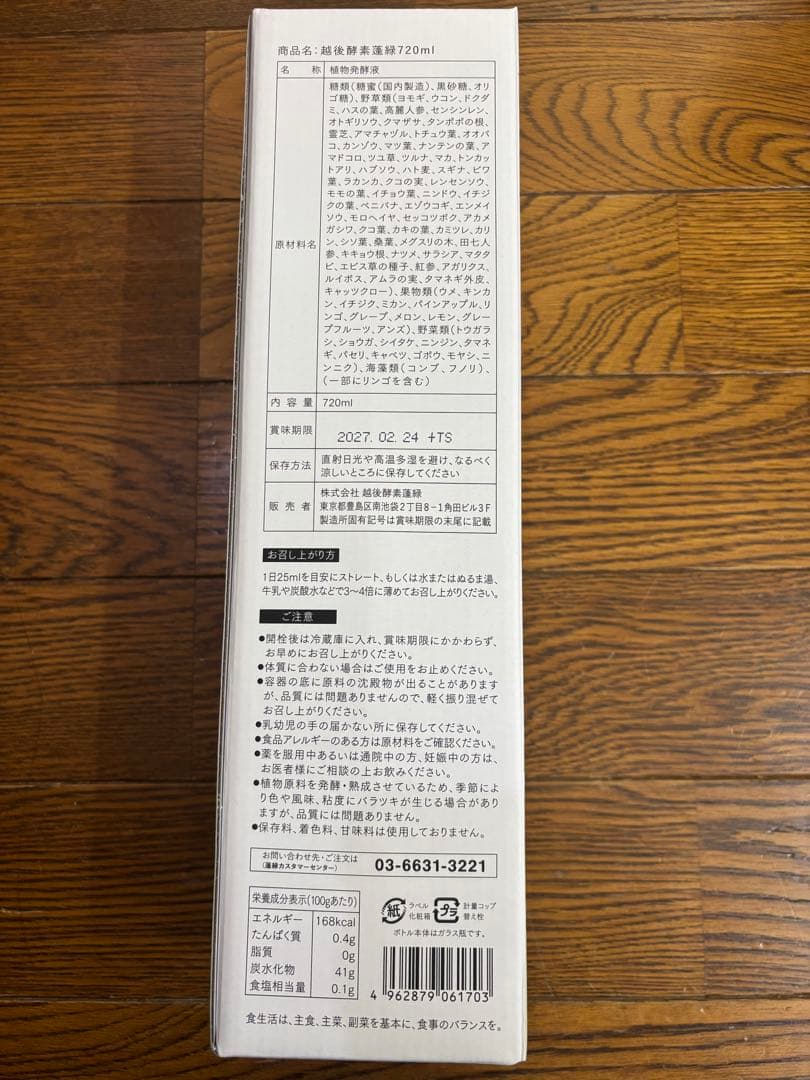 商品名：越後酵素蓬緑720ml
名　称 植物発酵液
原材料名
糖類（糖蜜（国内製造）、黒砂糖、オリ
ゴ糖）、野草類（ヨモギ、ウコン、ドクダ
ミ、ハスの葉、高麗人参、センシンレン、
オトギリソウ、クマザサ、タンポポの根、
霊芝、アマチャヅル、トチュウ葉、オオバ
コ、カンゾウ、マツ葉、ナンテンの葉、ア
マドコロ、ツユ草、ツルナ、マカ、トンカッ
トアリ、ハブソウ、ハト麦、スギナ、ビワ
葉、ラカンカ、クコの実、レンセンソウ、
モモの葉、イチョウ葉、ニンドウ、イチジ
クの葉、ベニバナ、エゾウコギ、エンメイ
ソウ、モロヘイヤ、セッコツボク、アカメ
ガシワ、クコ葉、カキの葉、カミツレ、カリ
ン、シソ葉、桑葉、メグスリの木、田七人
参、キキョウ根、ナツメ、サラシア、マタタ
ビ、エビス草の種子、紅参、アガリクス、
ルイボス、アムラの実、タマネギ外皮、
キャッツクロー）、果物類（ウメ、キンカ
ン、イチジク、ミカン、パインアップル、リ
ンゴ、グレープ、メロン、レモン、グレー
プフルーツ、アンズ）、野菜類（トウガラ
シ、ショウガ、シイタケ、ニンジン、タマネ
ギ、パセリ、キャベツ、ゴボウ、モヤシ、ニ
ンニク）、海藻類（コンブ、フノリ）、
（一部にリンゴを含む）
内容量 720ml
賞味期限 2027.02.24 +TS
保存方法 直射日光や高温多湿を避け、なるべく
涼しいところに保存してください
販売者 株式会社 越後酵素蓬緑
東京都豊島区南池袋2丁目8−1角田ビル3F
製造所固有記号は賞味期限の末尾に記載
お召し上がり方
1日25mlを目安にストレート、もしくは水またはぬるま湯、
牛乳や炭酸水などで3〜4倍に薄めてお召し上がりください。
ご注意
●開栓後は冷蔵庫に入れ、賞味期限にかかわらず、
お早めにお召し上がりください。
●体質に合わない場合はご使用をお止めください。
●容器の底に原料の沈殿物が出ることがあります
が、品質には問題ありませんので、軽く振り混ぜて
お召し上がりください。
●乳幼児の手の届かない所に保存してください。
●食品アレルギーのある方は原材料をご確認ください。
●薬を服用中あるいは通院中の方、妊娠中の方は、
お医者様にご相談の上お飲みください。
●植物原料を発酵・熟成させているため、季節によ
り色や風味、粘度にバラツキが生じる場合があり
ますが、品質には問題ありません。
●保存料、着色料、甘味料は使用しておりません。
お問い合わせ先・ご注文は
（蓬緑カスタマーセンター）
03-6631-3221
栄養成分表示（100gあたり）
エネルギー 168kcal
たんぱく質 0.4g
脂質 0g
炭水化物 41g
食塩相当量 0.1g
紙 ラベル
化粧箱
プラ 計量コップ
替え栓
ボトル本体はガラス瓶です。
4 962879 061703
食生活は、主食、主菜、副菜を基本に、食事のバランスを。